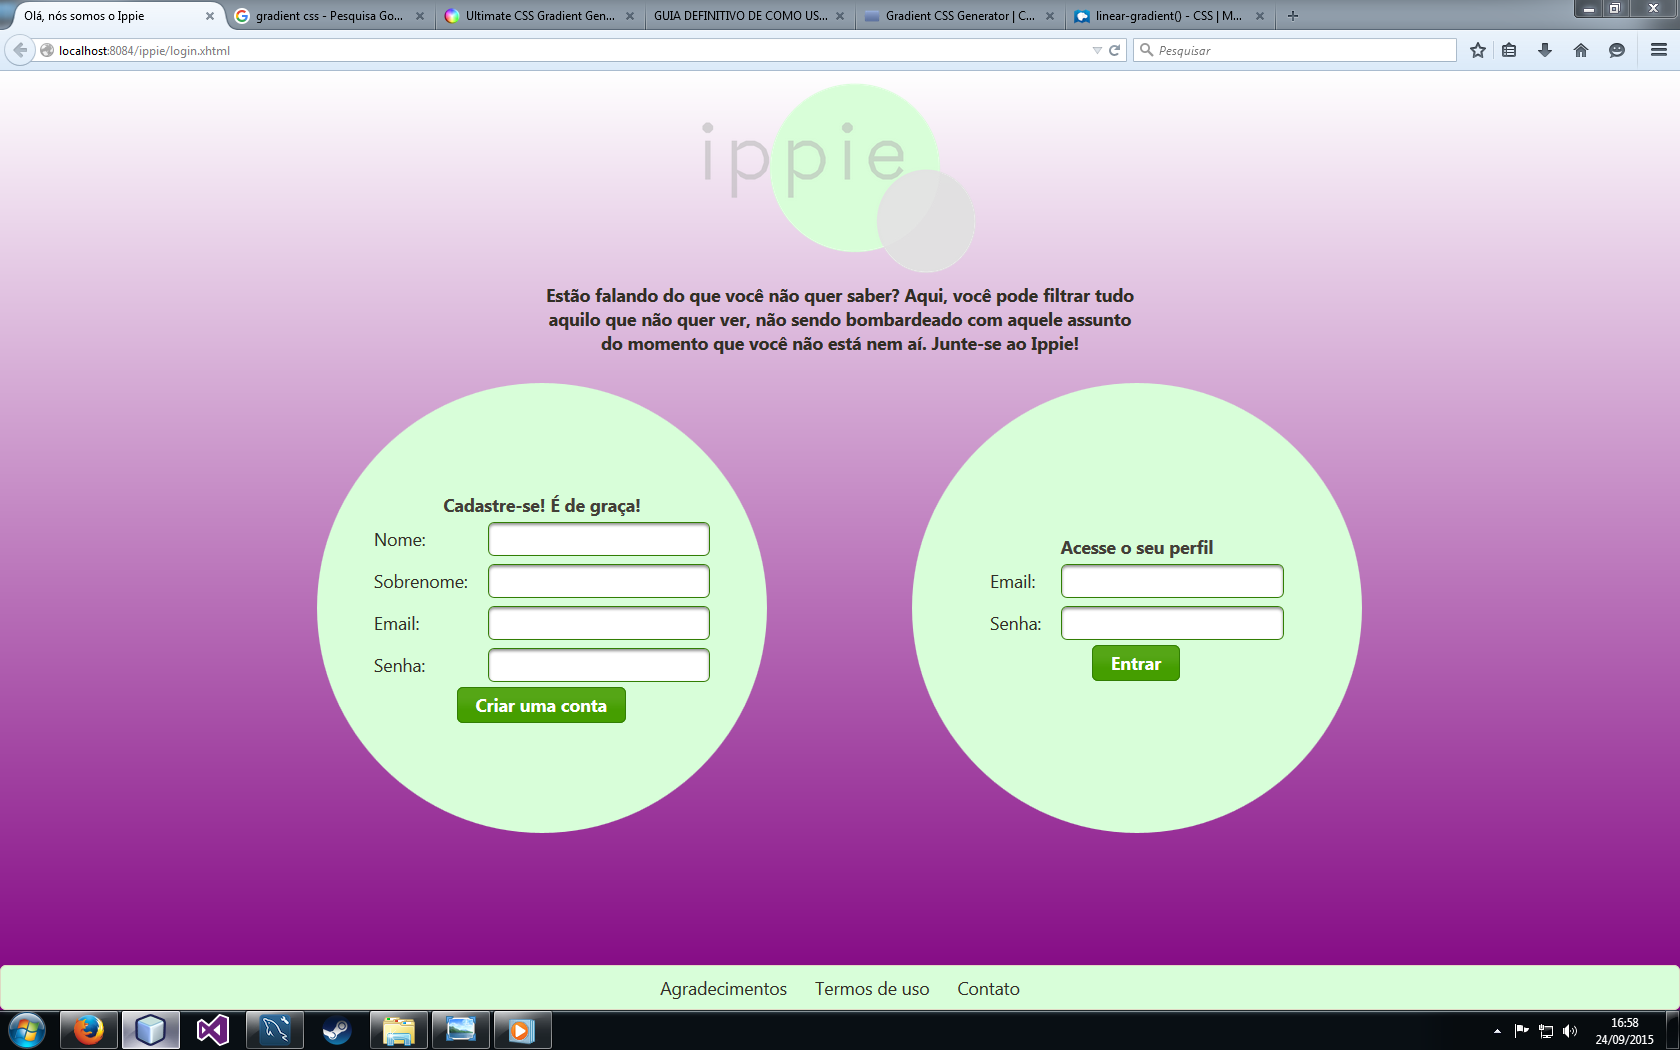 Olá, nós somos o Ippie
gradient css - Pesquisa Go...
Ultimate CSS Gradient Gen...
GUIA DEFINITIVO DE COMO US...
Gradient CSS Generator | C...
linear-gradient() - CSS | M...
localhost:8084/ippie/login.xhtml
Pesquisar
ippie
Estão falando do que você não quer saber? Aqui, você pode filtrar tudo
aquilo que não quer ver, não sendo bombardeado com aquele assunto
do momento que você não está nem aí. Junte-se ao Ippie!
Cadastre-se! É de graça!
Nome:
Sobrenome:
Email:
Senha:
Criar uma conta
Acesse o seu perfil
Email:
Senha:
Entrar
Agradecimentos
Termos de uso
Contato
16:58
24/09/2015